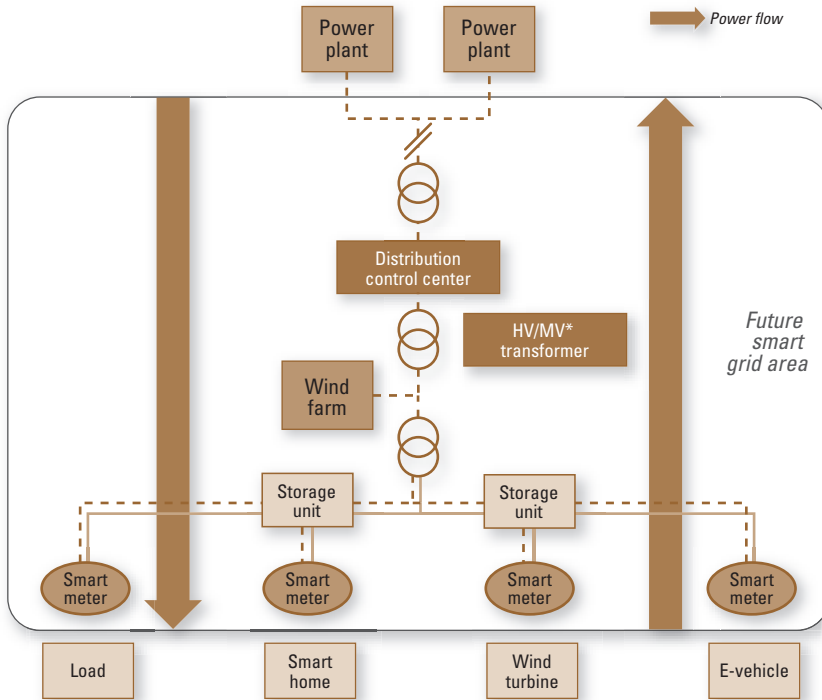 Power
plant
Power
plant
Power flow
Distribution
control center
HV/MV*
transformer
Future
smart
grid area
Wind
farm
Storage
unit
Storage
unit
Smart
meter
Smart
meter
Smart
meter
Smart
meter
Load
Smart
home
Wind
turbine
E-vehicle